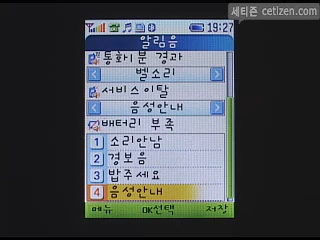 세티즌 cetizen.com
19:27
알림음
통화1분 경과
벨소리
서비스이탈
음성안내
배터리 부족
1 소리안남
2 경보음
3 밥주세요
4 음성안내
메뉴 OK선택 저장